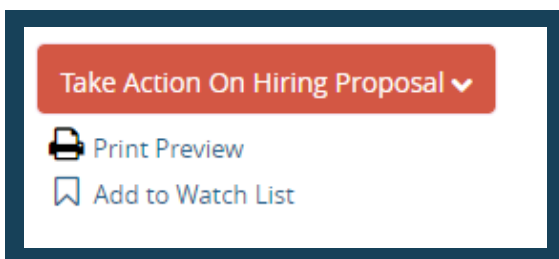 Take Action On Hiring Proposal
Print Preview
Add to Watch List